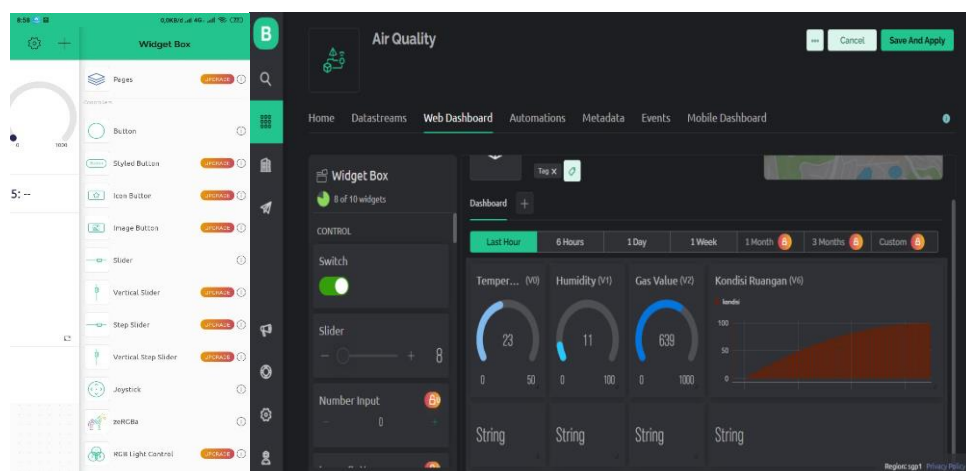 8:58
0,0KB/d 4G
Widget Box
Pages UPGRADE
Button
Styled Button UPGRADE
Icon Button UPGRADE
Image Button UPGRADE
Slider
Vertical Slider UPGRADE
Step Slider UPGRADE
Vertical Step Slider UPGRADE
Joystick
zeRGBa
RGB Light Control UPGRADE
0 1000
5: --
B
Air Quality
Cancel
Save And Apply
Home Datastreams Web Dashboard Automations Metadata Events Mobile Dashboard
Widget Box
8 of 10 widgets
CONTROL
Switch
Slider
− + 8
Number Input
− 0 +
Tag X
Dashboard +
Last Hour 6 Hours 1 Day 1 Week 1 Month 3 Months Custom
Temper... (V0) Humidity (V1) Gas Value (V2) Kondisi Ruangan (V6)
kondisi
23 11 639
0 50 0 100 0 1000
100
50
0
String String String String
Region: sgp1 Privacy Policy